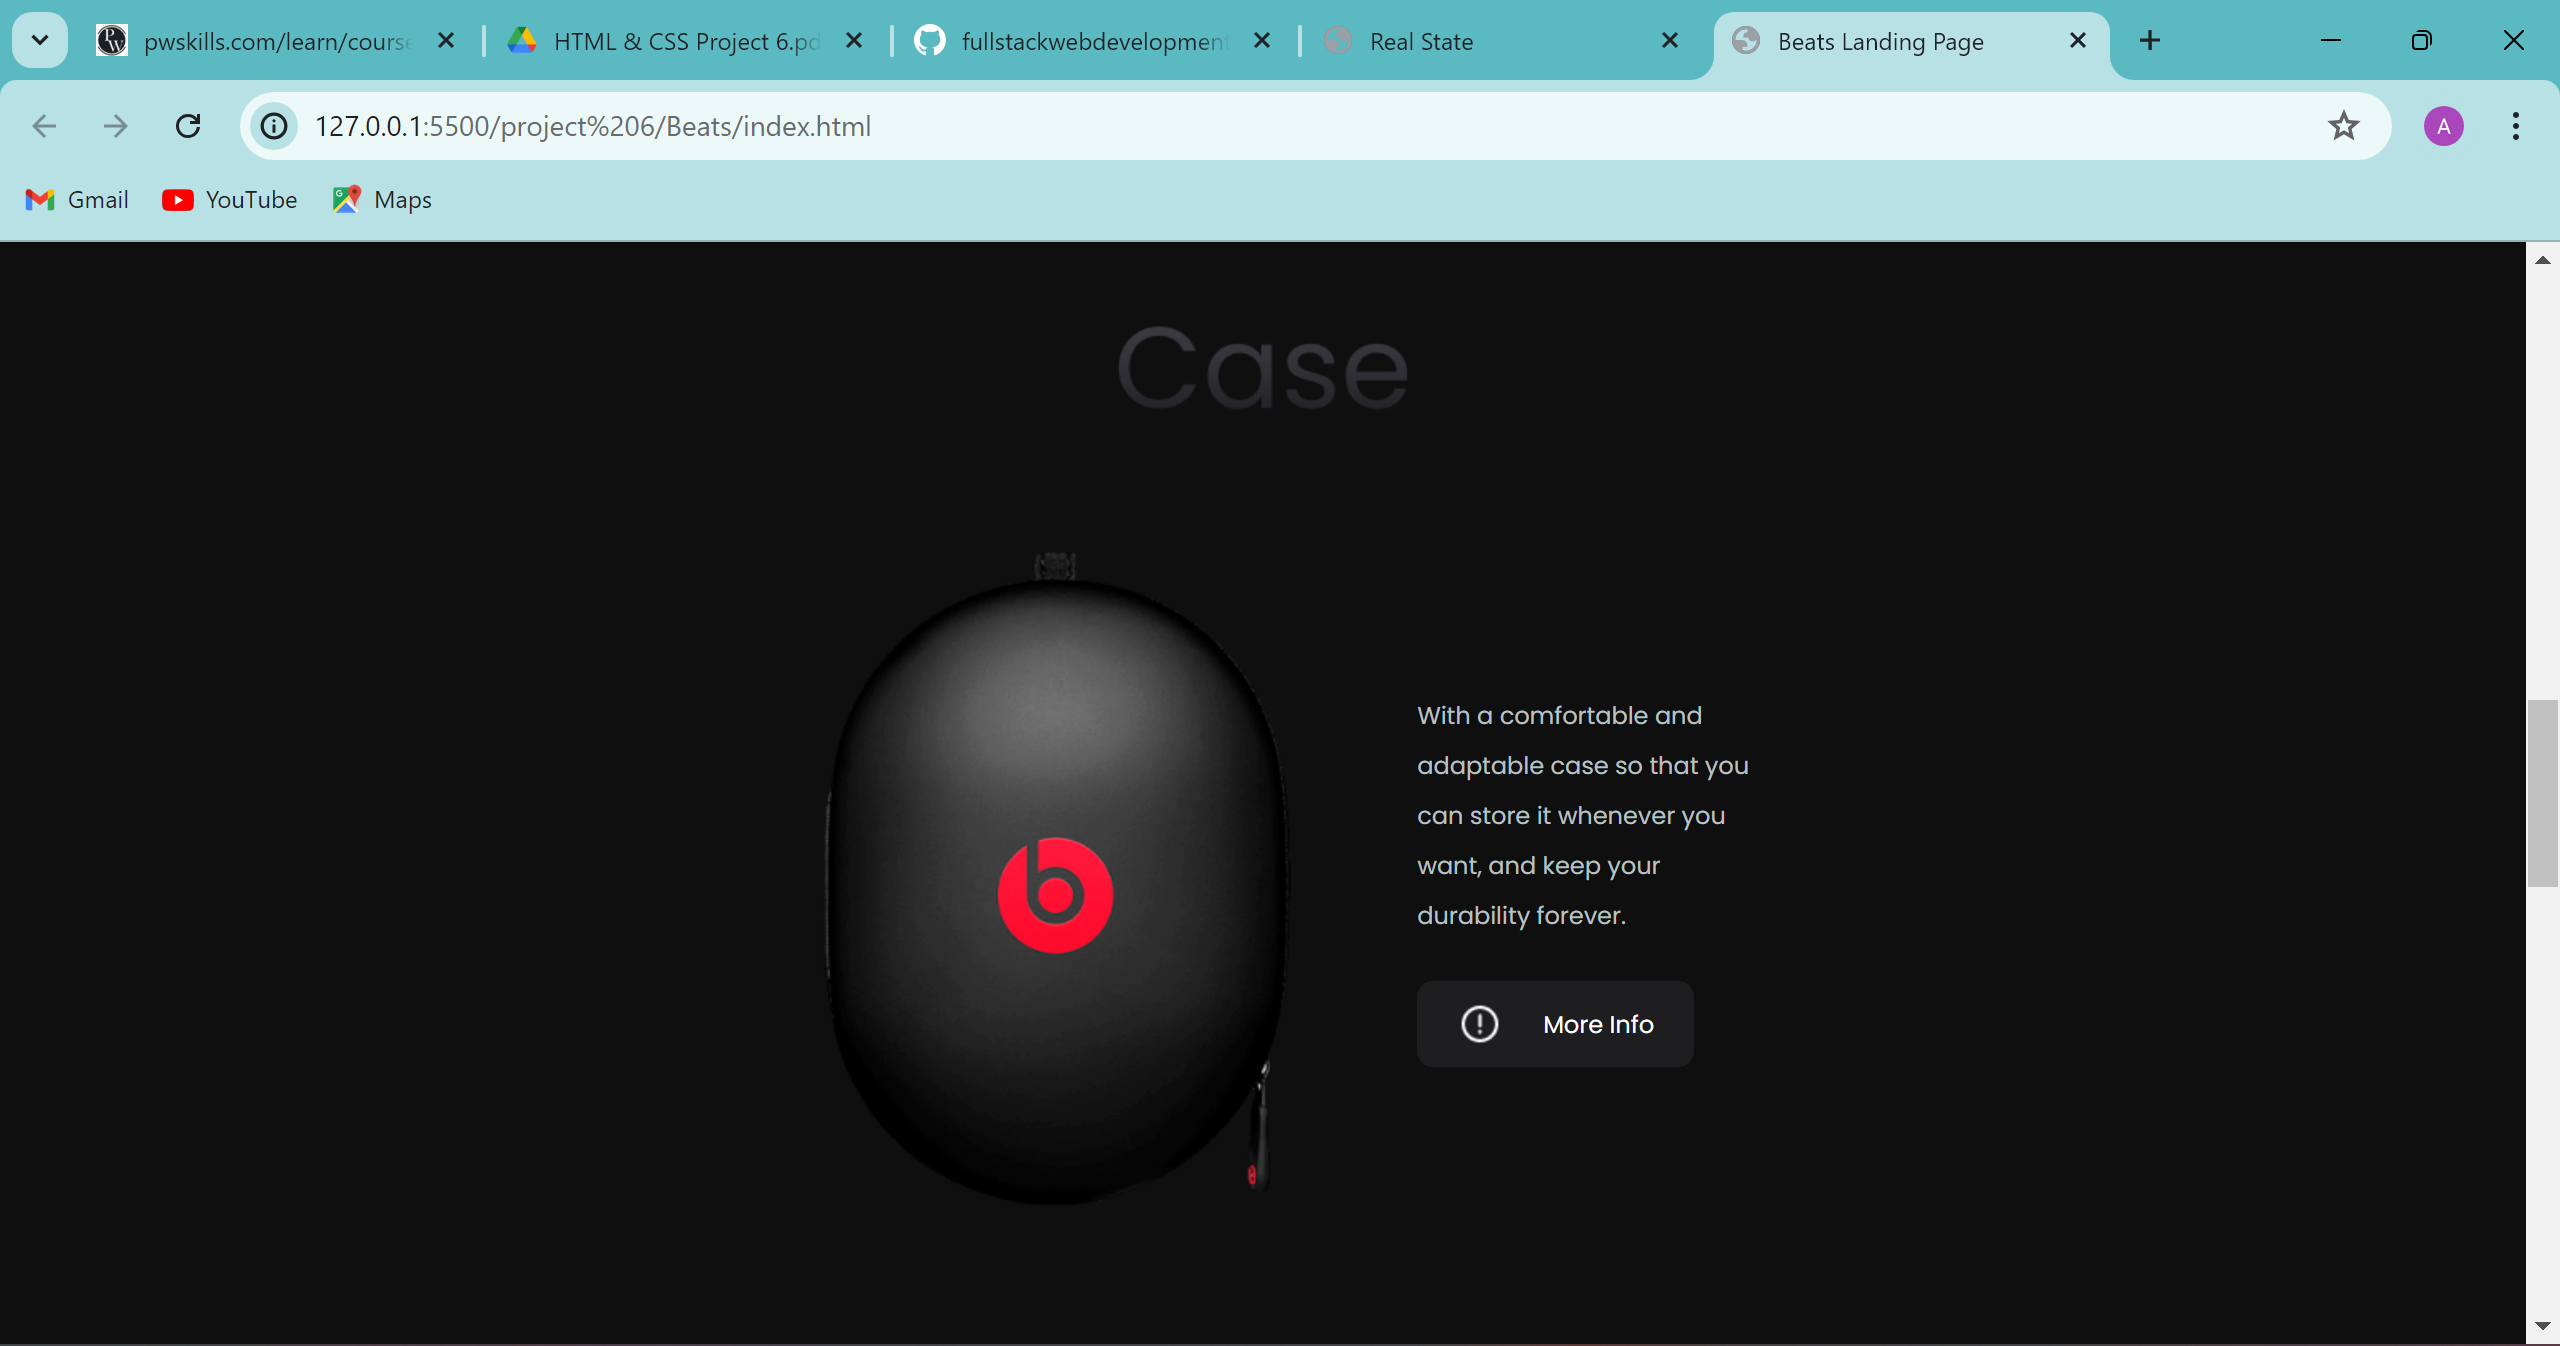 pwskills.com/learn/course
HTML & CSS Project 6.pd
fullstackwebdevelopment
Real State
Beats Landing Page
127.0.0.1:5500/project%206/Beats/index.html
A
Gmail
YouTube
Maps
Case
With a comfortable and
adaptable case so that you
can store it whenever you
want, and keep your
durability forever.
More Info